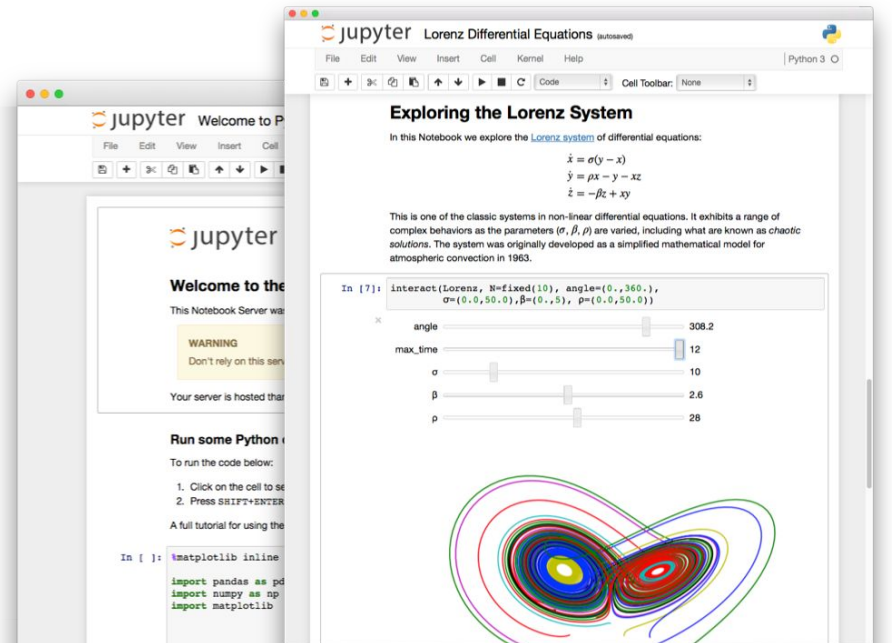 jupyter Lorenz Differential Equations (autosaved)
File Edit View Insert Cell Kernel Help Python 3
Code Cell Toolbar: None
Exploring the Lorenz System
In this Notebook we explore the Lorenz system of differential equations:
ẋ = σ(y − x)
ẏ = ρx − y − xz
ż = −βz + xy
This is one of the classic systems in non-linear differential equations. It exhibits a range of
complex behaviors as the parameters (σ, β, ρ) are varied, including what are known as chaotic
solutions. The system was originally developed as a simplified mathematical model for
atmospheric convection in 1963.
In [7]: interact(Lorenz, N=fixed(10), angle=(0.,360.),
σ=(0.0,50.0),β=(0.,5), ρ=(0.0,50.0))
angle 308.2
max_time 12
σ 10
β 2.6
ρ 28
jupyter Welcome to P
File Edit View Insert Cell
jupyter
Welcome to the
This Notebook Server was
WARNING
Don't rely on this serv
Your server is hosted than
Run some Python
To run the code below:
1. Click on the cell to se
2. Press SHIFT+ENTER
A full tutorial for using the
In [ ]: %matplotlib inline
import pandas as pd
import numpy as np
import matplotlib